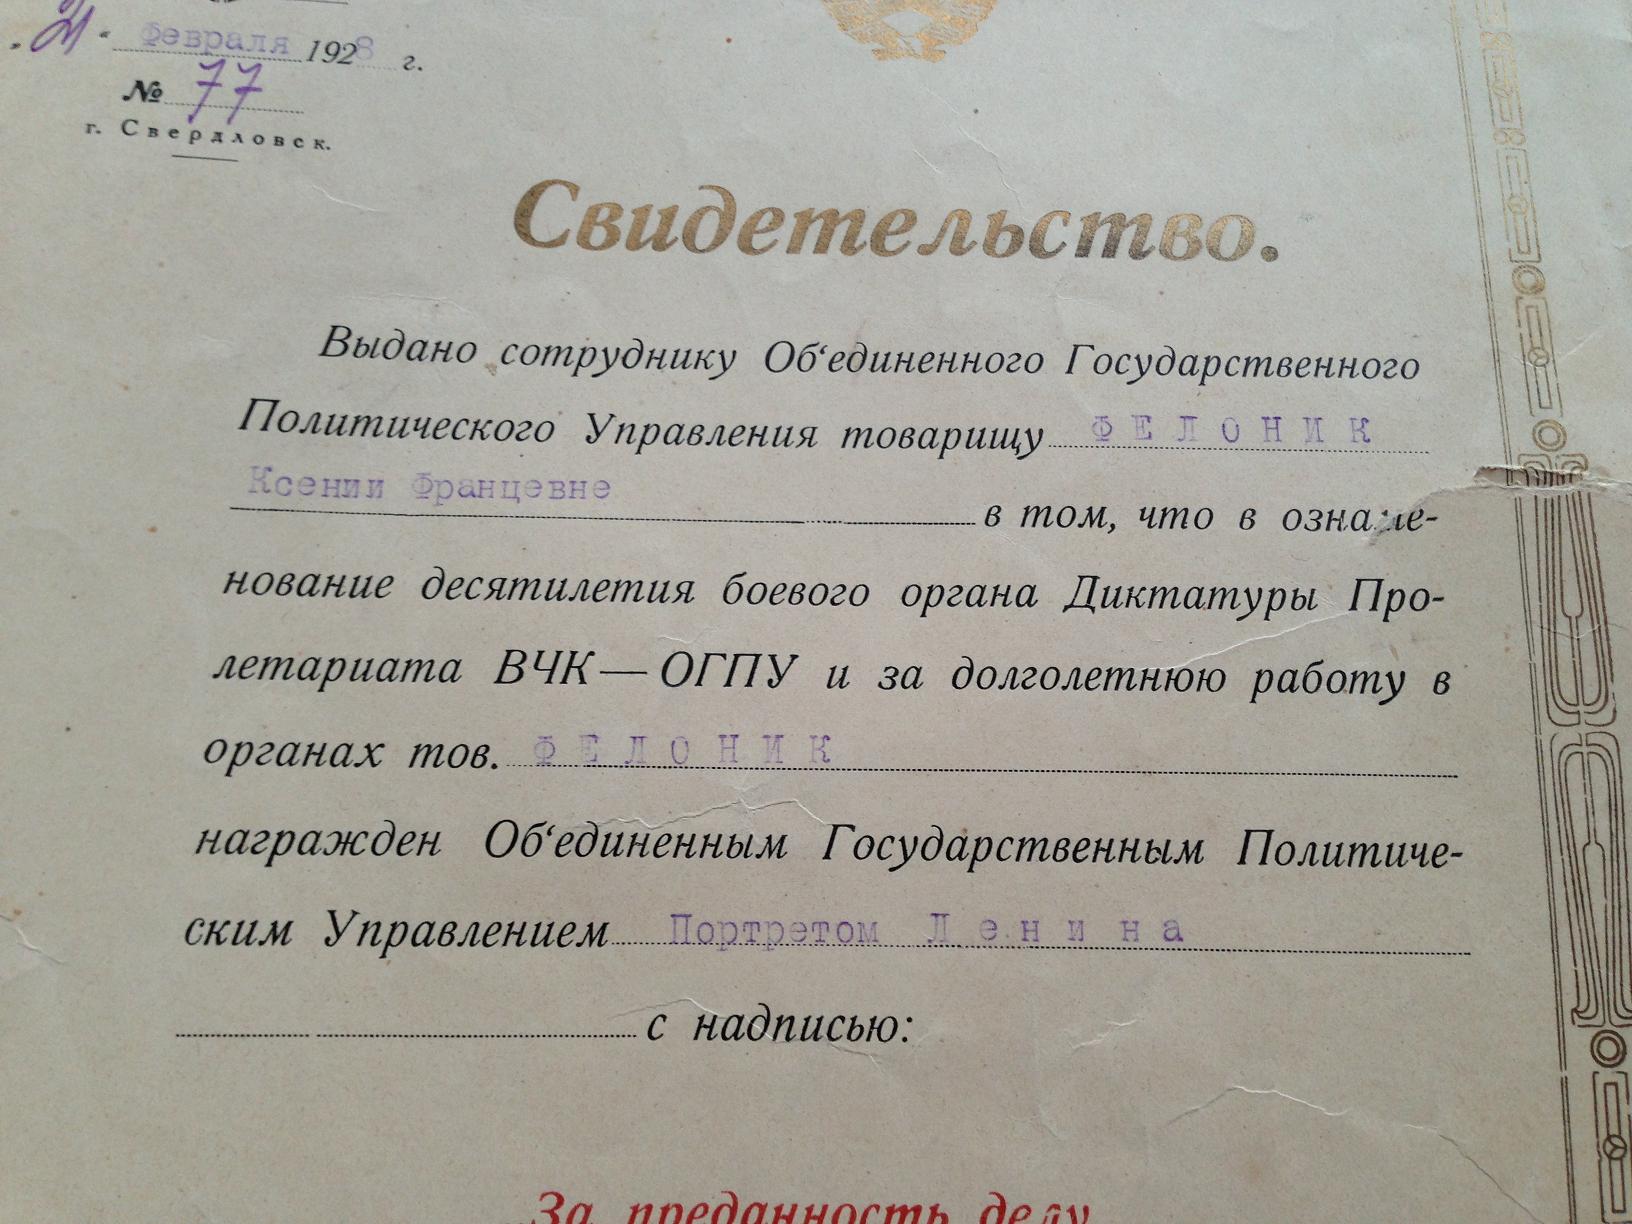 „21“ Февраля 1928 г.
№ 77
г. Свердловск.
Свидетельство.
Выдано сотруднику Об‘единенного Государственного
Политического Управления товарищу ФЕЛОНИК
Ксении Францевне в том, что в ознаме-
нование десятилетия боевого органа Диктатуры Про-
летариата ВЧК — ОГПУ и за долголетнюю работу в
органах тов. ФЕЛОНИК
награжден Об‘единенным Государственным Политиче-
ским Управлением Портретом Ленина
с надписью:
За преданность делу